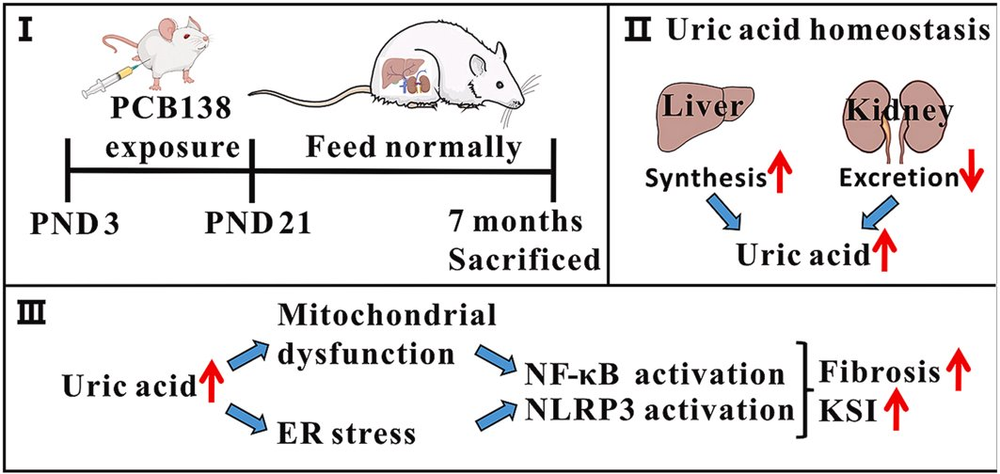 I
PCB138
exposure
Feed normally
PND 3
PND 21
7 months
Sacrificed
II Uric acid homeostasis
Liver
Kidney
Synthesis
Excretion
Uric acid
III
Uric acid
Mitochondrial
dysfunction
ER stress
NF-κB activation
NLRP3 activation
Fibrosis
KSI